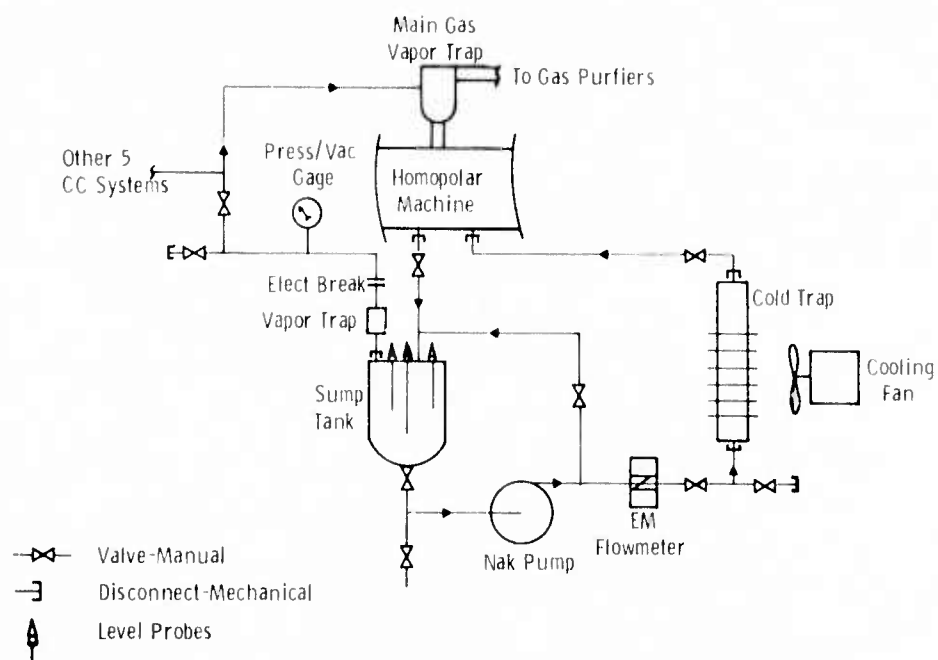 Main Gas
Vapor Trap
To Gas Purfiers
Other 5
CC Systems
Press/Vac
Gage
Homopolar
Machine
Elect Break
Vapor Trap
Cold Trap
Sump
Tank
Cooling
Fan
EM
Flowmeter
Nak Pump
Valve-Manual
Disconnect-Mechanical
Level Probes